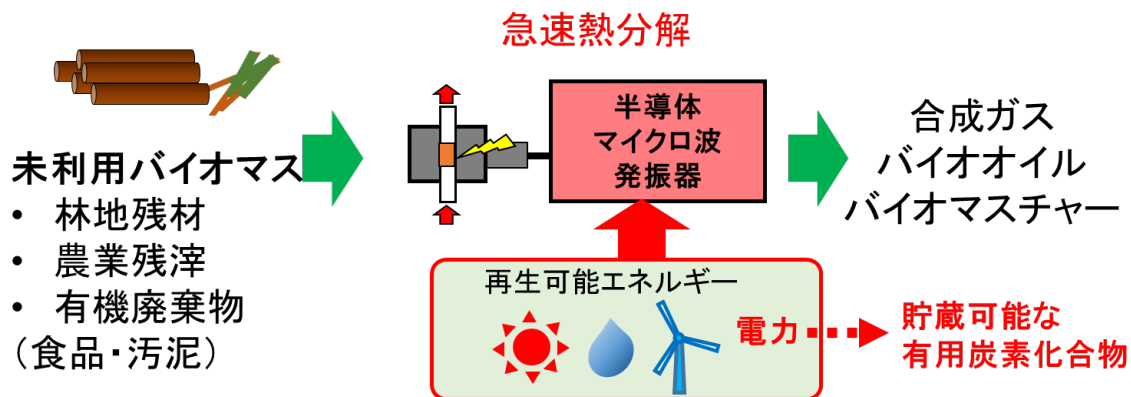 急速熱分解
未利用バイオマス
• 林地残材
• 農業残滓
• 有機廃棄物
（食品・汚泥）
半導体
マイクロ波
発振器
合成ガス
バイオオイル
バイオマスチャー
再生可能エネルギー
電力
貯蔵可能な
有用炭素化合物